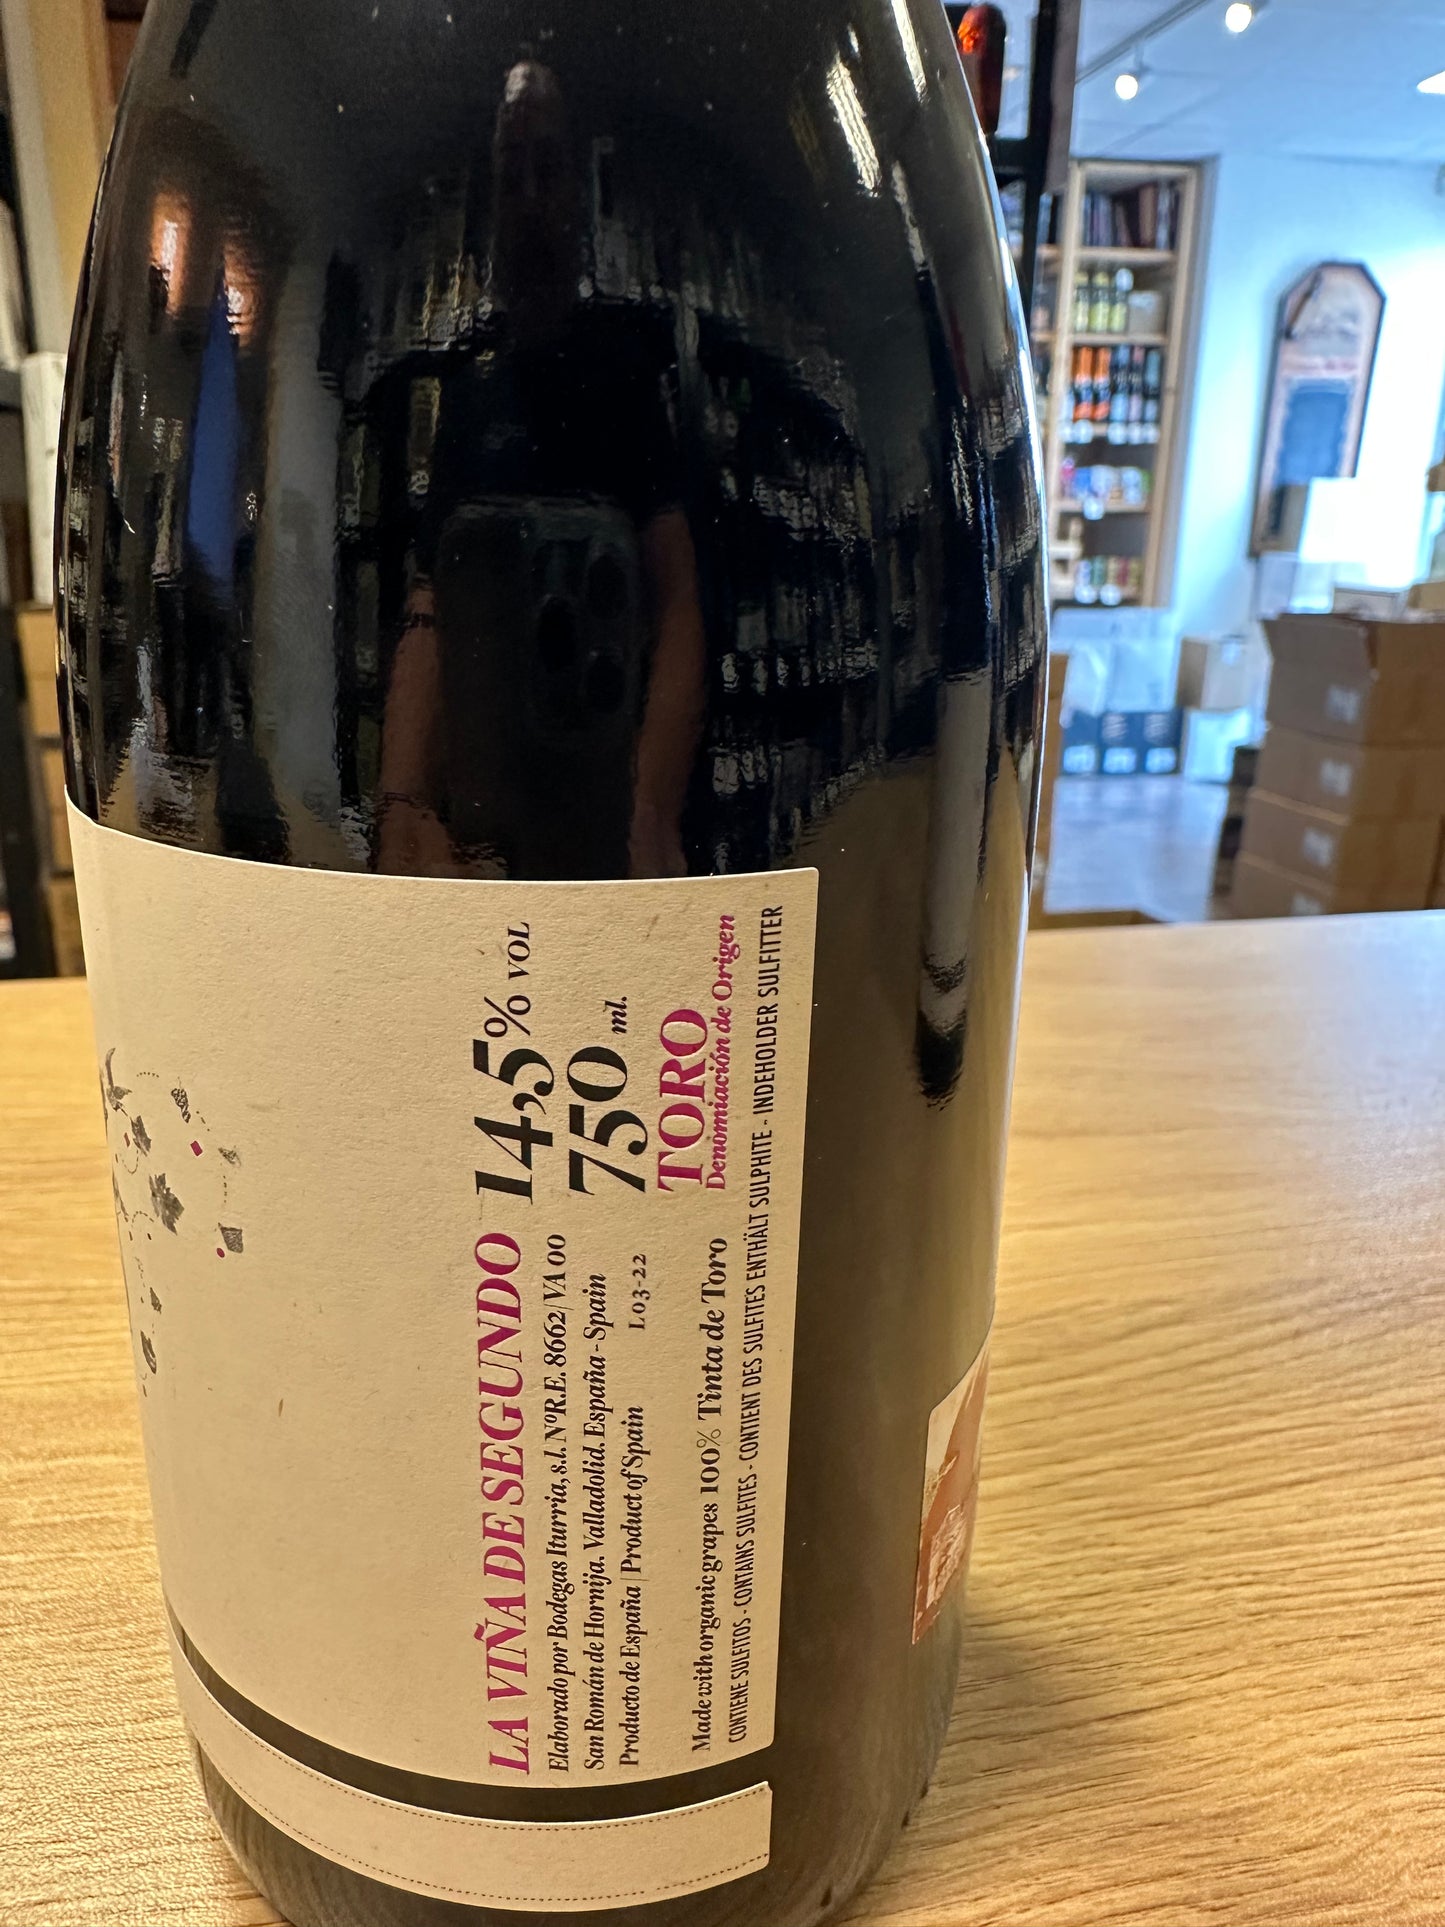 LA VIÑA DE SEGUNDO
Elaborado por Bodegas Iturria, s.l. NºR.E. 8662/VA 00
San Román de Hornija. Valladolid. España - Spain
Producto de España | Product of Spain L03-22
Made with organic grapes 100% Tinta de Toro
14,5% VOL
750 ml.
TORO
Denominación de Origen
CONTIENE SULFITOS - CONTAINS SULFITES - CONTIENT DES SULFITES ENTHÄLT SULPHITE - INDEHOLDER SULFITTER